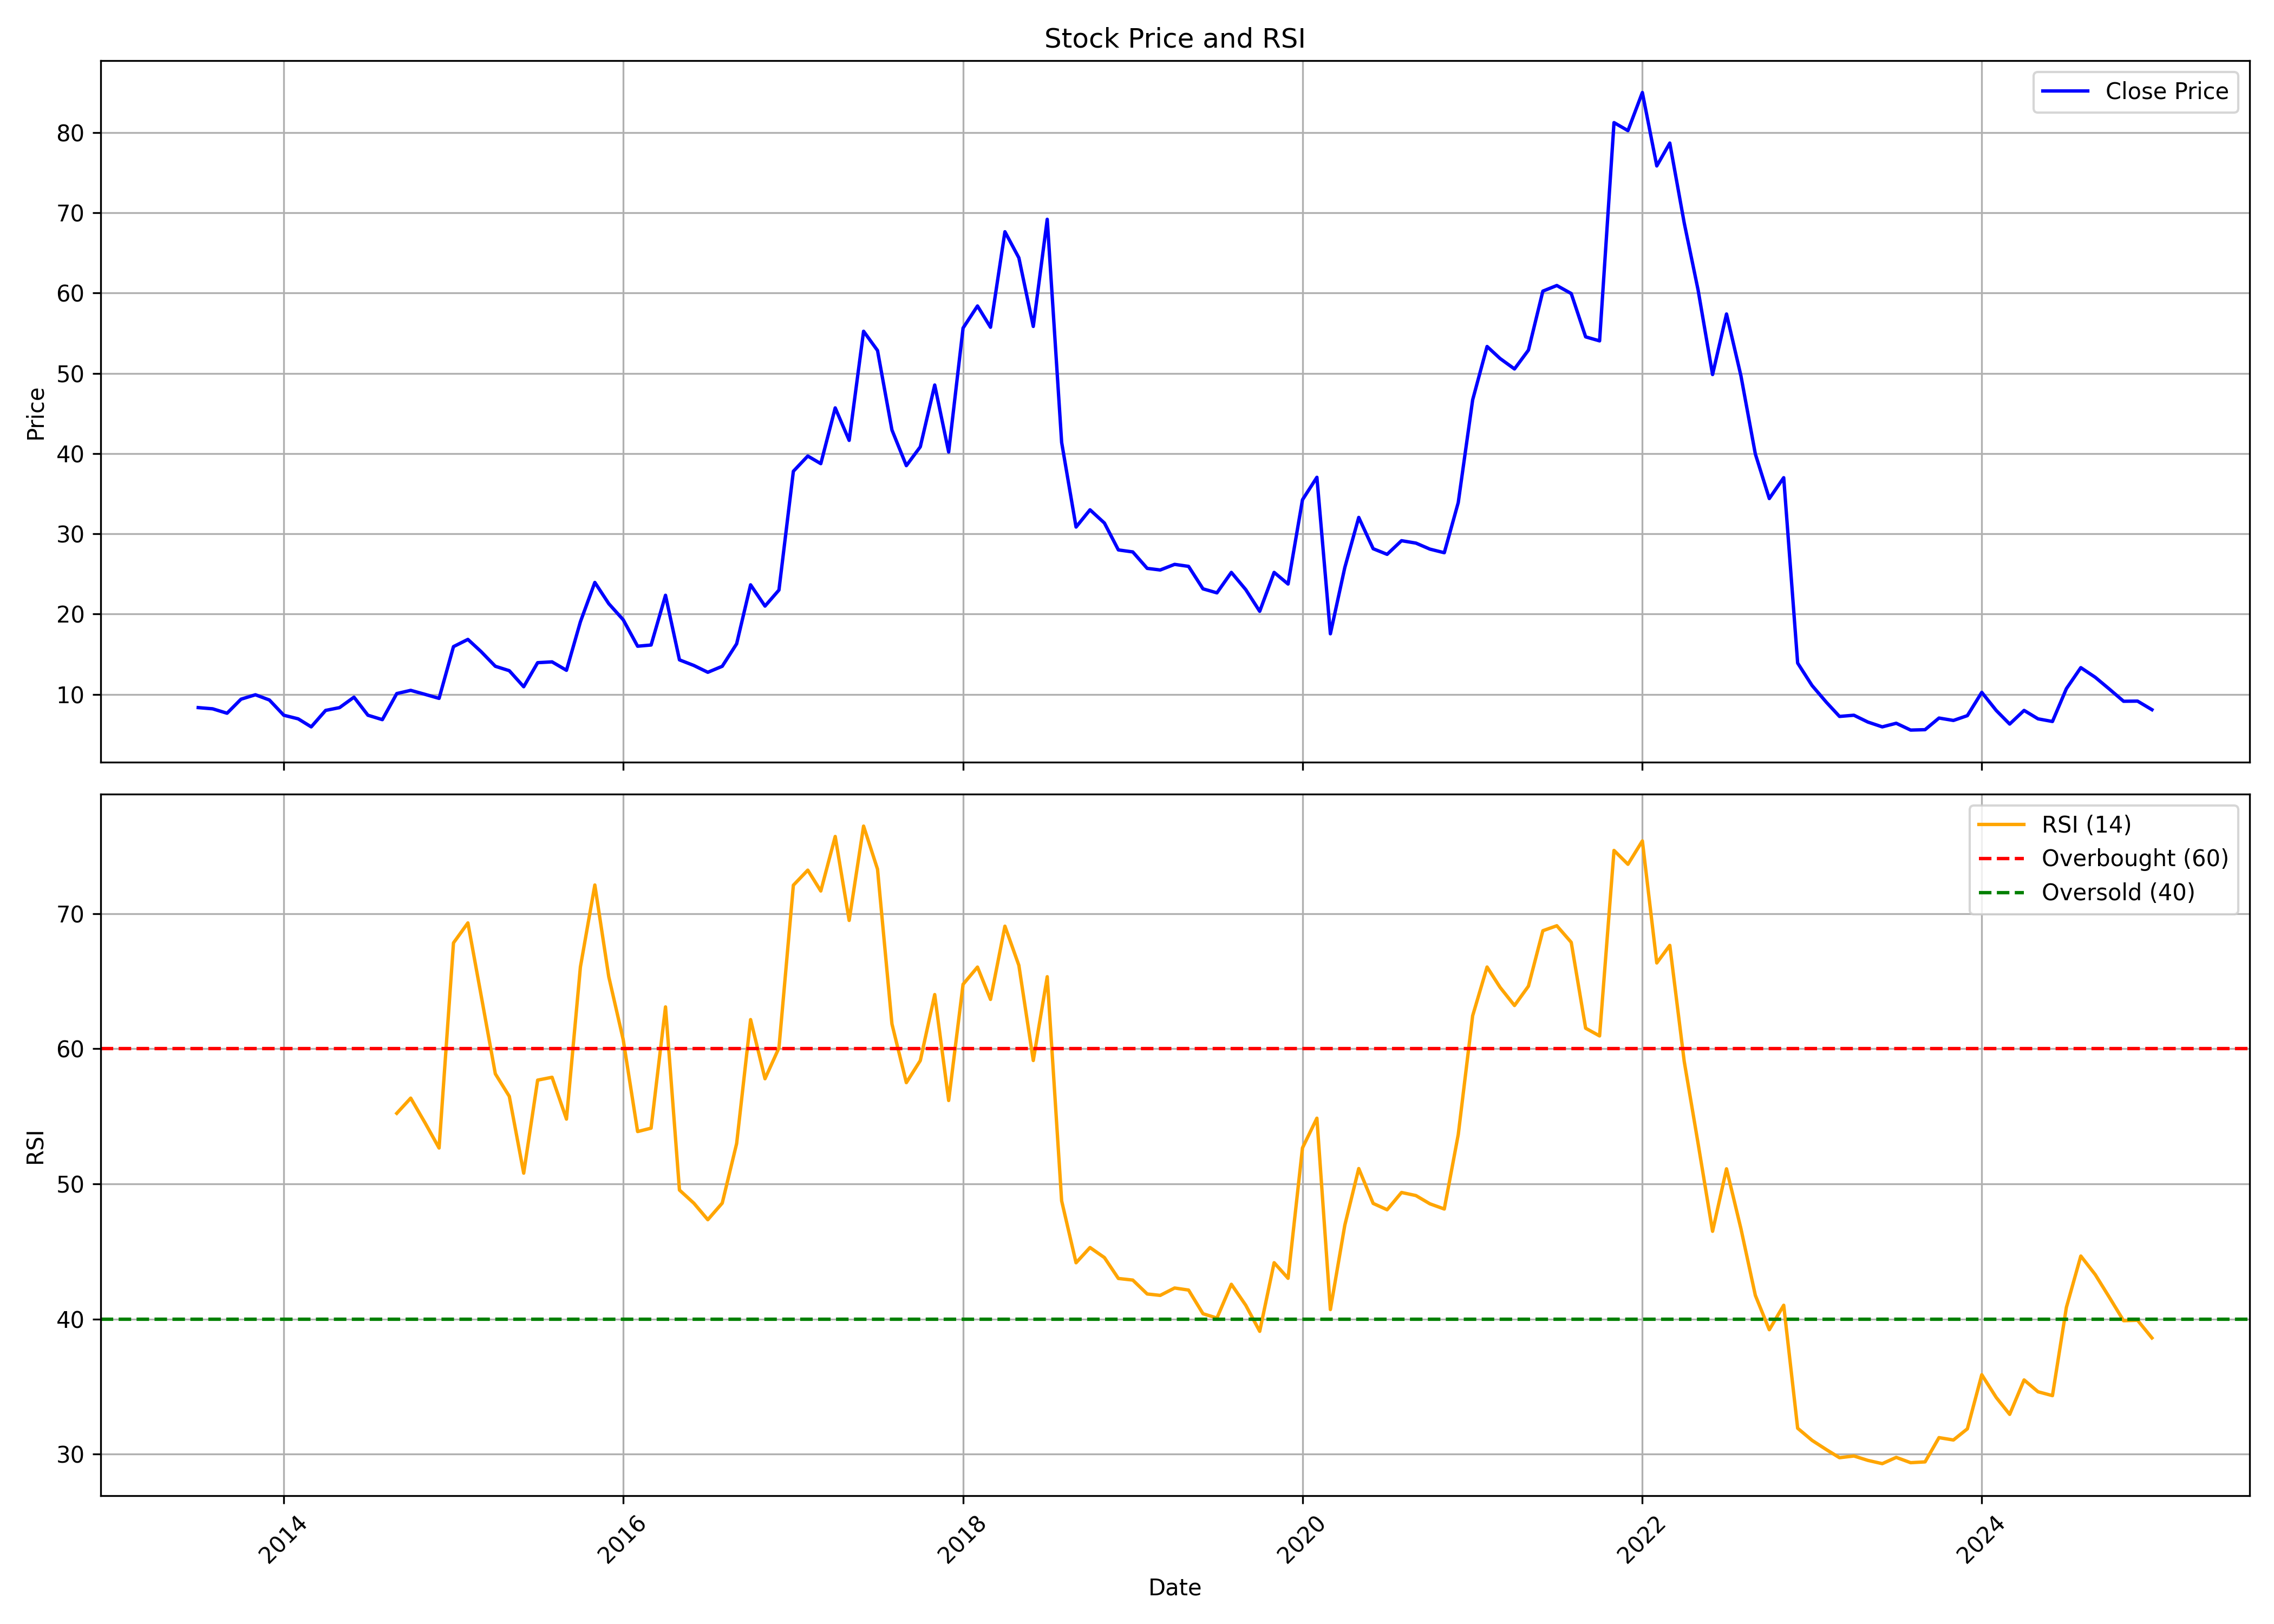 Stock Price and RSI
Close Price
80
70
60
50
40
30
20
10
Price
RSI (14)
Overbought (60)
Oversold (40)
70
60
50
40
30
RSI
2014
2016
2018
2020
2022
2024
Date